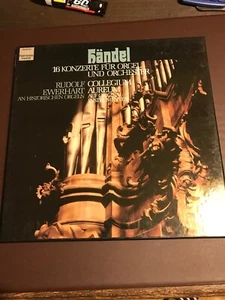 Händel
16 KONZERTE FÜR ORGEL
UND ORCHESTER
RUDOLF COLLEGIUM
EWERHART AUREUM
AN HISTORISCHEN ORGELN